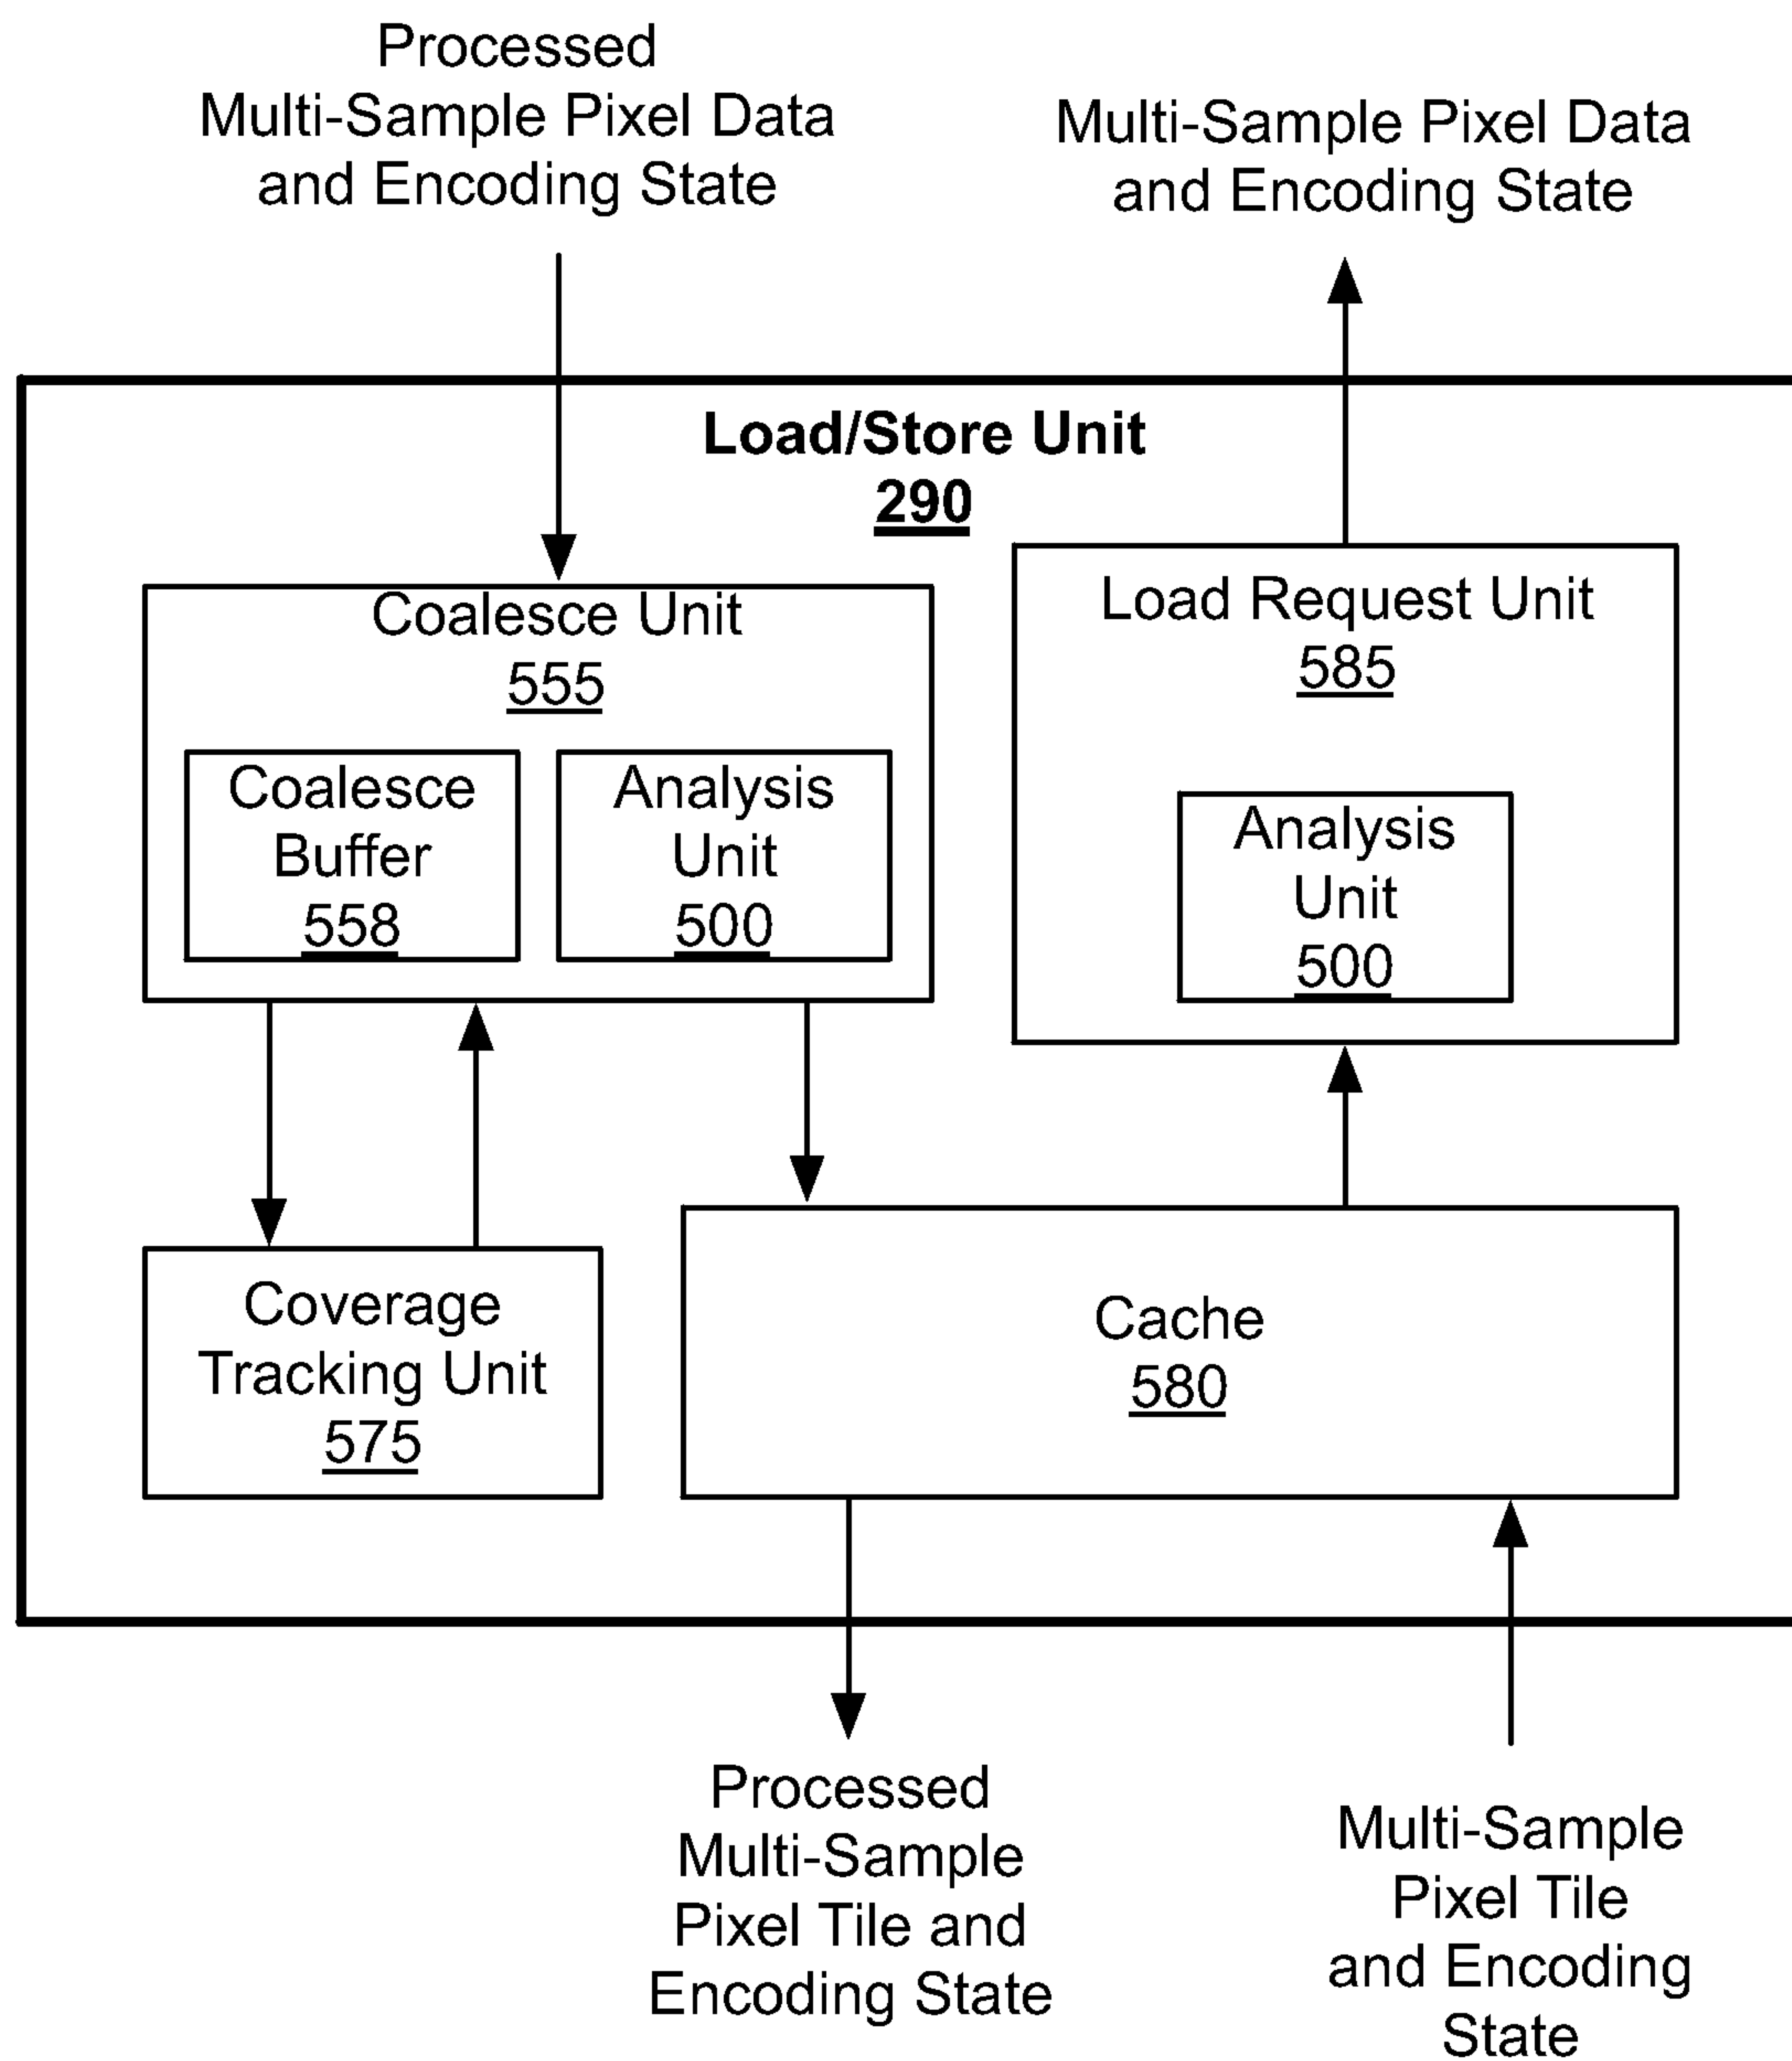 Processed
Multi-Sample Pixel Data
and Encoding State
Multi-Sample Pixel Data
and Encoding State
Load/Store Unit
290
Coalesce Unit
555
Coalesce
Buffer
558
Analysis
Unit
500
Load Request Unit
585
Analysis
Unit
500
Coverage
Tracking Unit
575
Cache
580
Processed
Multi-Sample
Pixel Tile and
Encoding State
Multi-Sample
Pixel Tile
and Encoding
State